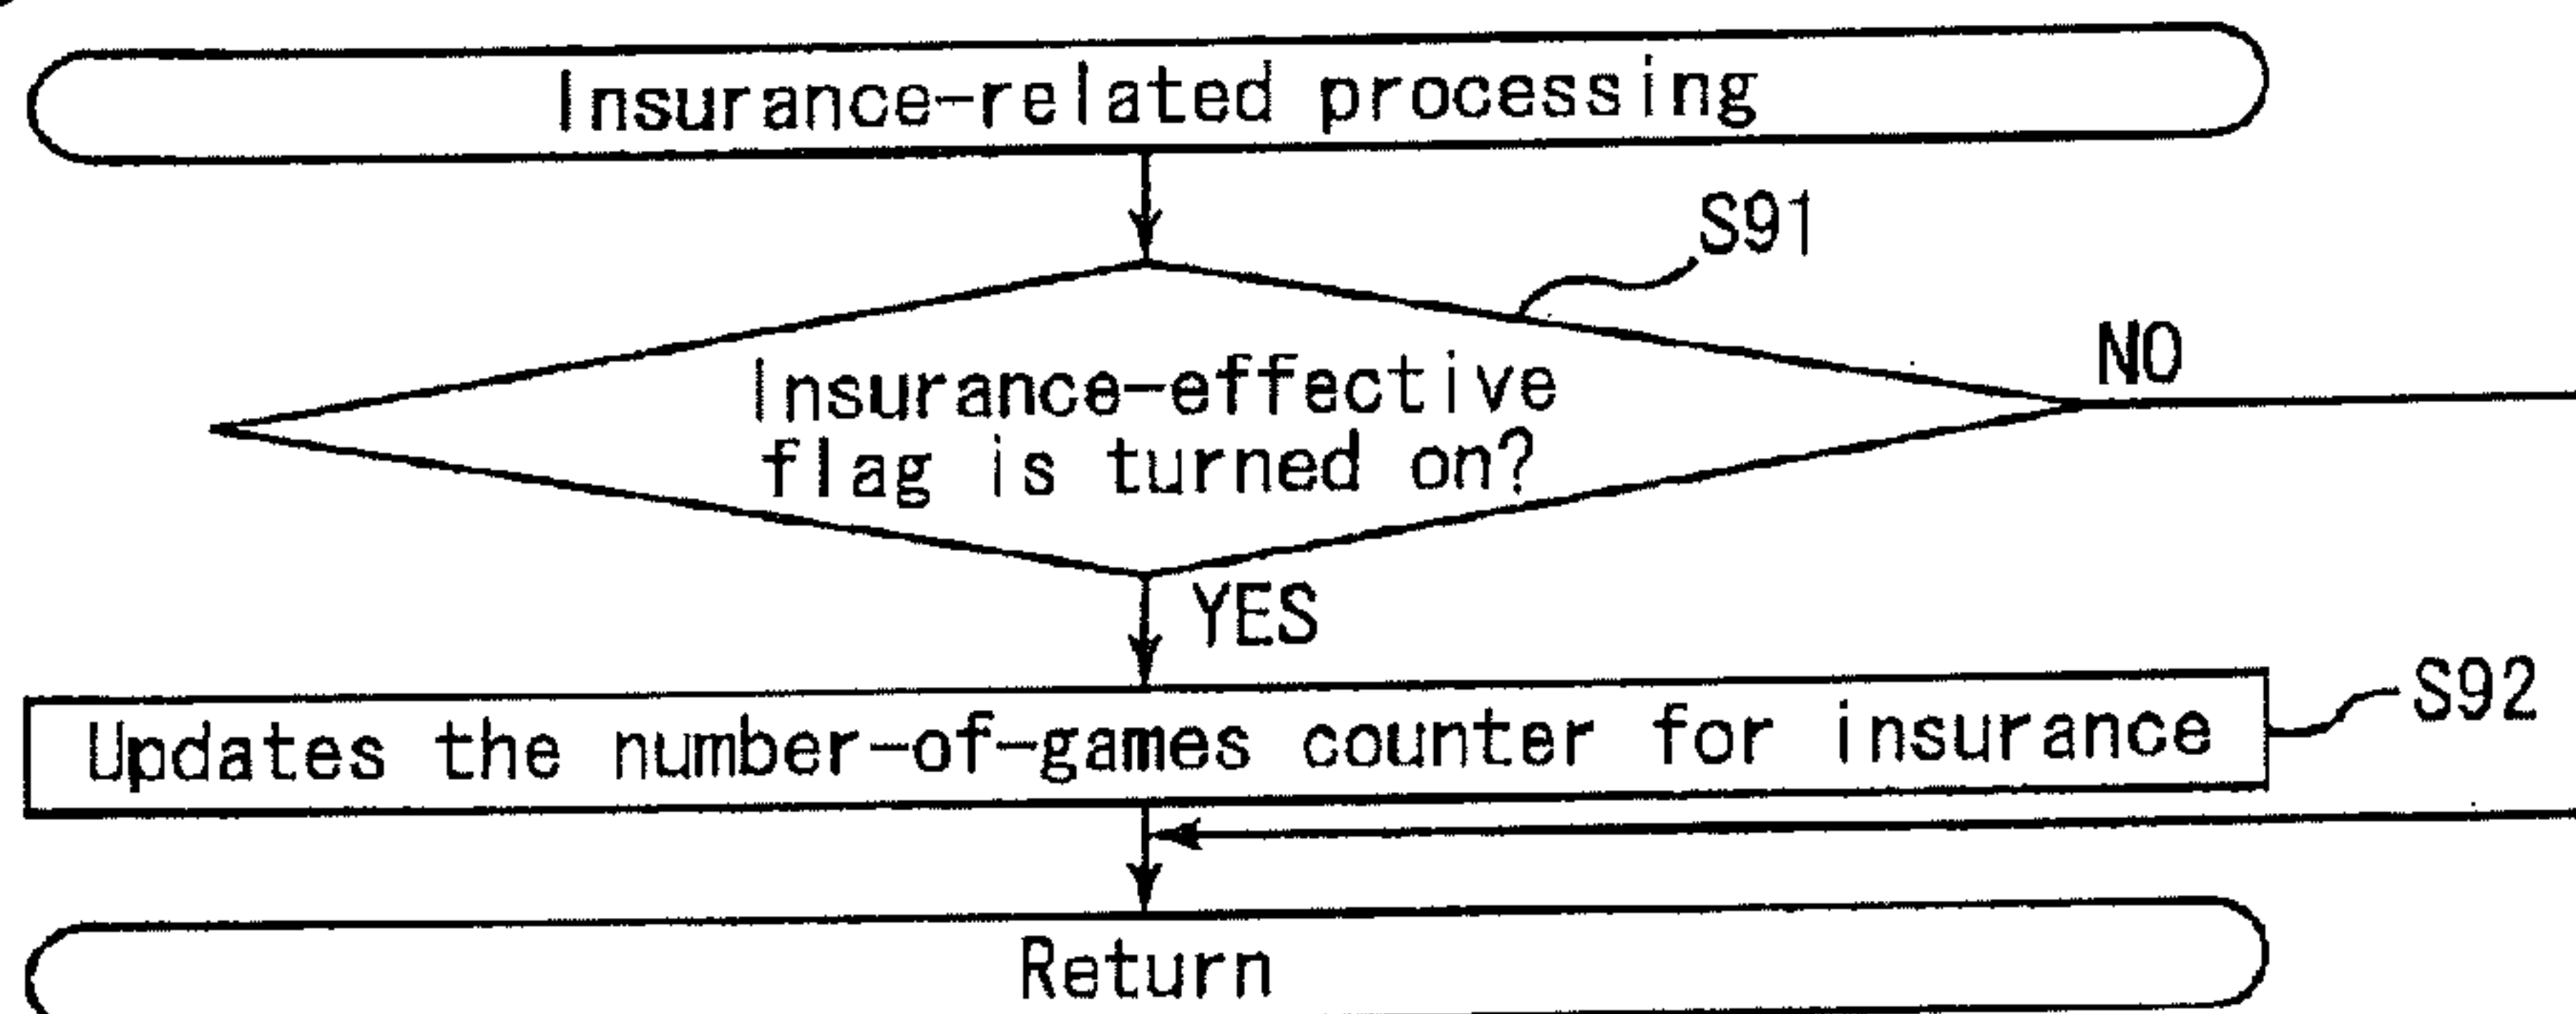 Insurance-related processing
S91
NO
Insurance-effective
flag is turned on?
YES
Updates the number-of-games counter for insurance
S92
Return